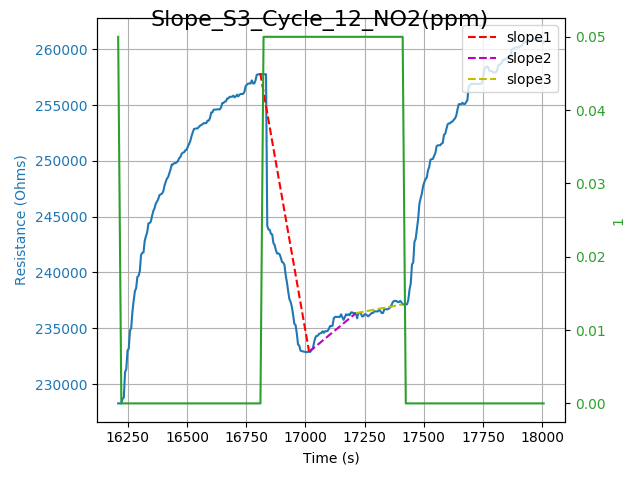 Slope_S3_Cycle_12_NO2(ppm)
slope1
slope2
slope3
260000
255000
250000
245000
240000
235000
230000
Resistance (Ohms)
0.05
0.04
0.03
0.02
0.01
0.00
1
16250 16500 16750 17000 17250 17500 17750 18000
Time (s)